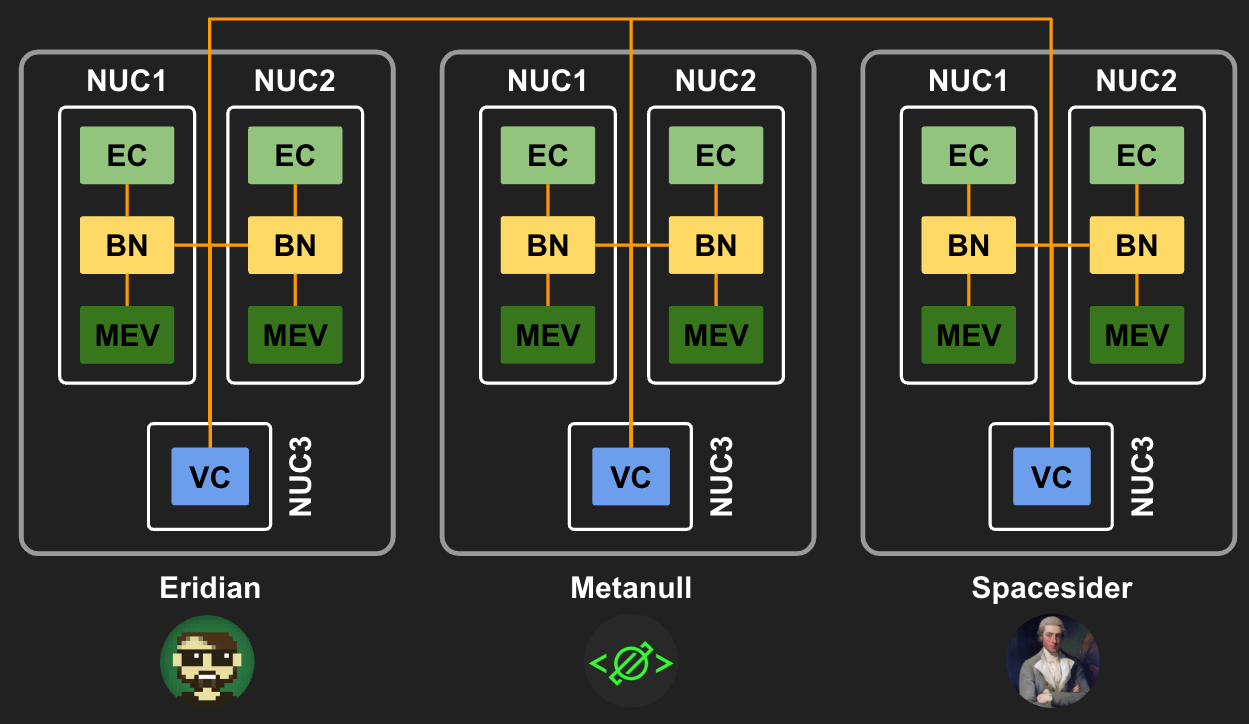 NUC1 NUC2 NUC1 NUC2 NUC1 NUC2
EC EC EC EC EC EC
BN BN BN BN BN BN
MEV MEV MEV MEV MEV MEV
VC NUC3 VC NUC3 VC NUC3
Eridian Metanull Spacesider